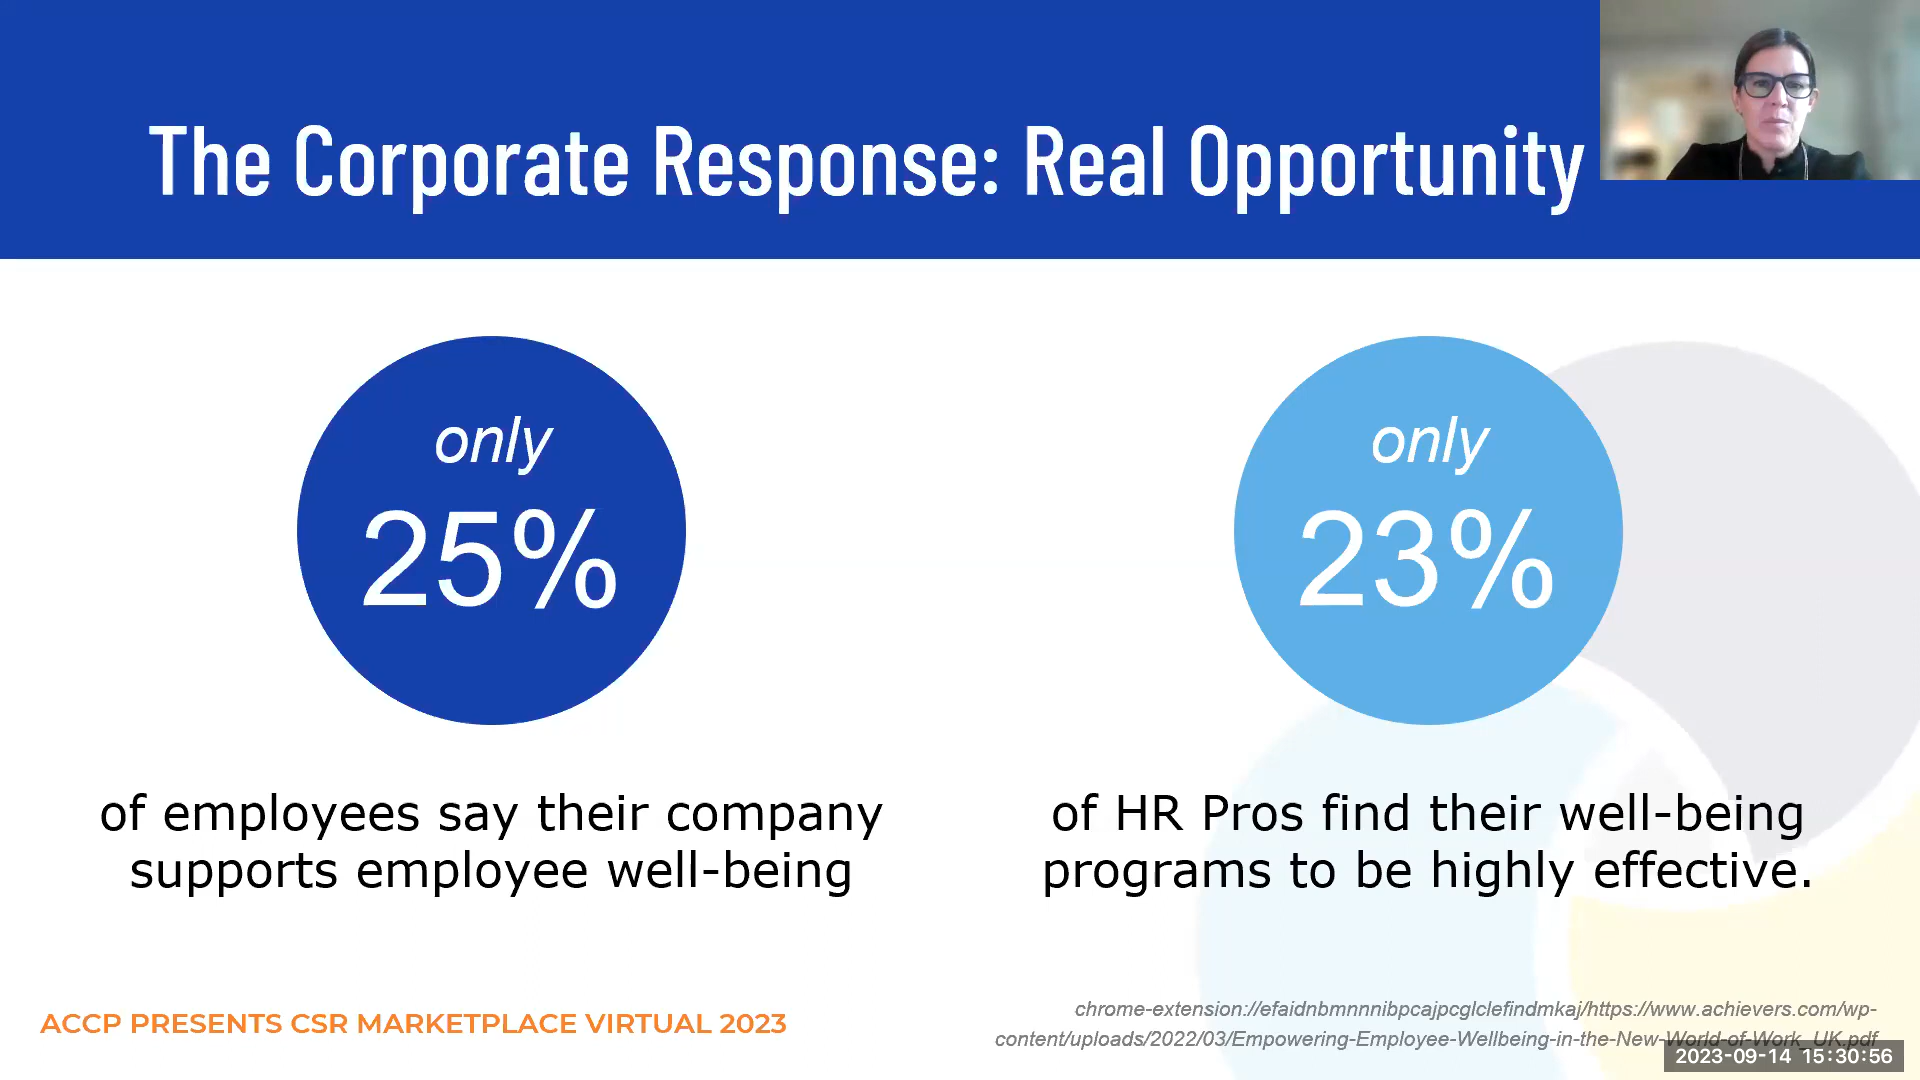 The Corporate Response: Real Opportunity
only
25%
of employees say their company
supports employee well-being
only
23%
of HR Pros find their well-being
programs to be highly effective.
ACCP PRESENTS CSR MARKETPLACE VIRTUAL 2023
chrome-extension://efaidnbmnnnibpcajpcglclefindmkaj/https://www.achievers.com/wp-
content/uploads/2022/03/Empowering-Employee-Wellbeing-in-the-New-World-of-Work_UK.pdf
2023-09-14 15:30:56